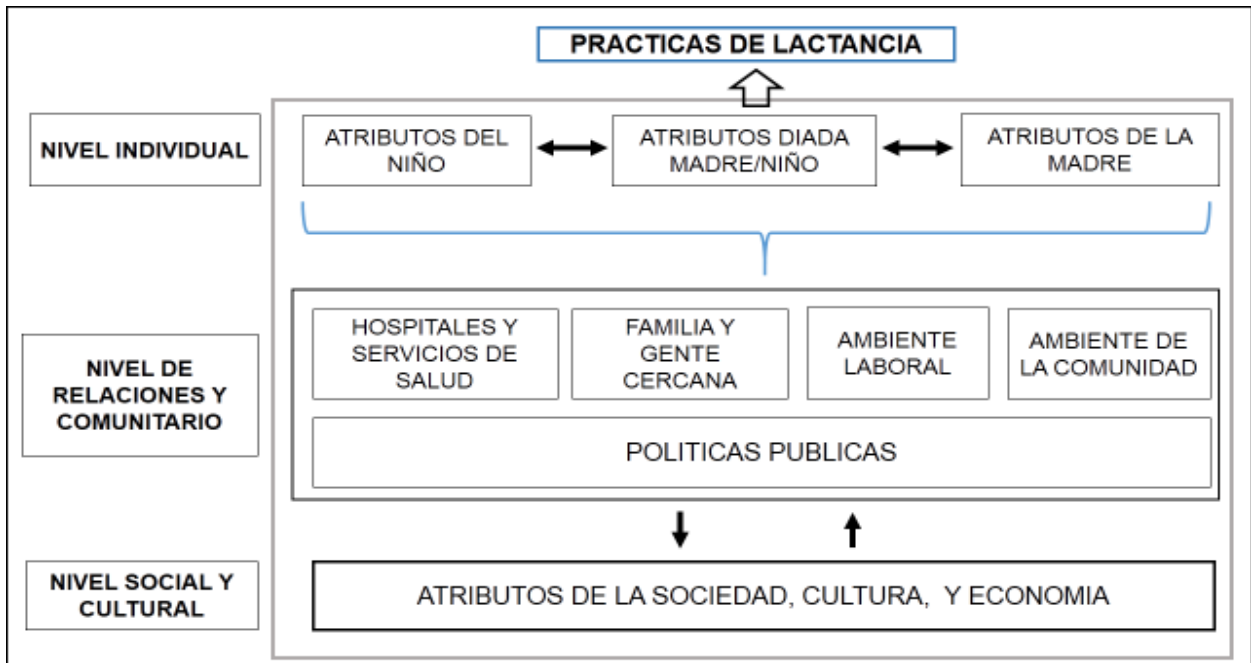 PRACTICAS DE LACTANCIA
NIVEL INDIVIDUAL
ATRIBUTOS DEL
NIÑO
ATRIBUTOS DIADA
MADRE/NIÑO
ATRIBUTOS DE LA
MADRE
NIVEL DE
RELACIONES Y
COMUNITARIO
HOSPITALES Y
SERVICIOS DE
SALUD
FAMILIA Y
GENTE
CERCANA
AMBIENTE
LABORAL
AMBIENTE DE
LA COMUNIDAD
POLITICAS PUBLICAS
NIVEL SOCIAL Y
CULTURAL
ATRIBUTOS DE LA SOCIEDAD, CULTURA, Y ECONOMIA